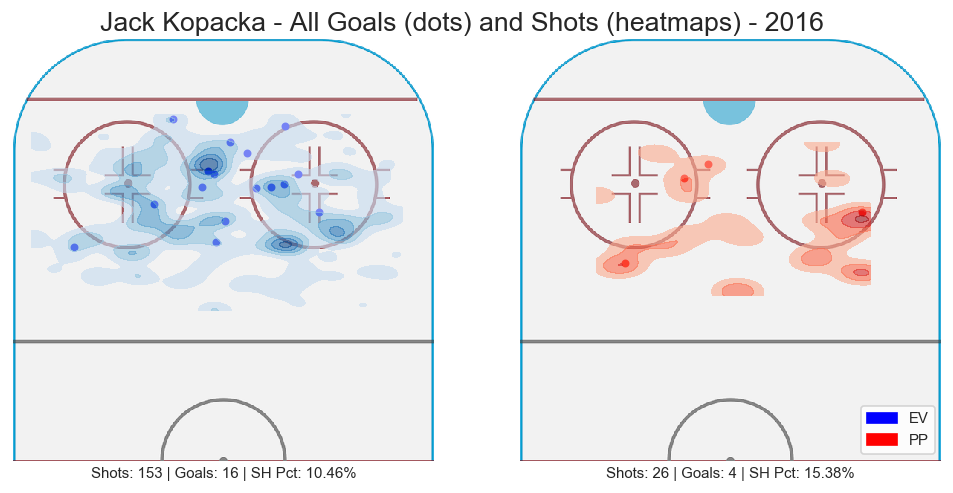 Jack Kopacka - All Goals (dots) and Shots (heatmaps) - 2016
EV
PP
Shots: 153 | Goals: 16 | SH Pct: 10.46%
Shots: 26 | Goals: 4 | SH Pct: 15.38%